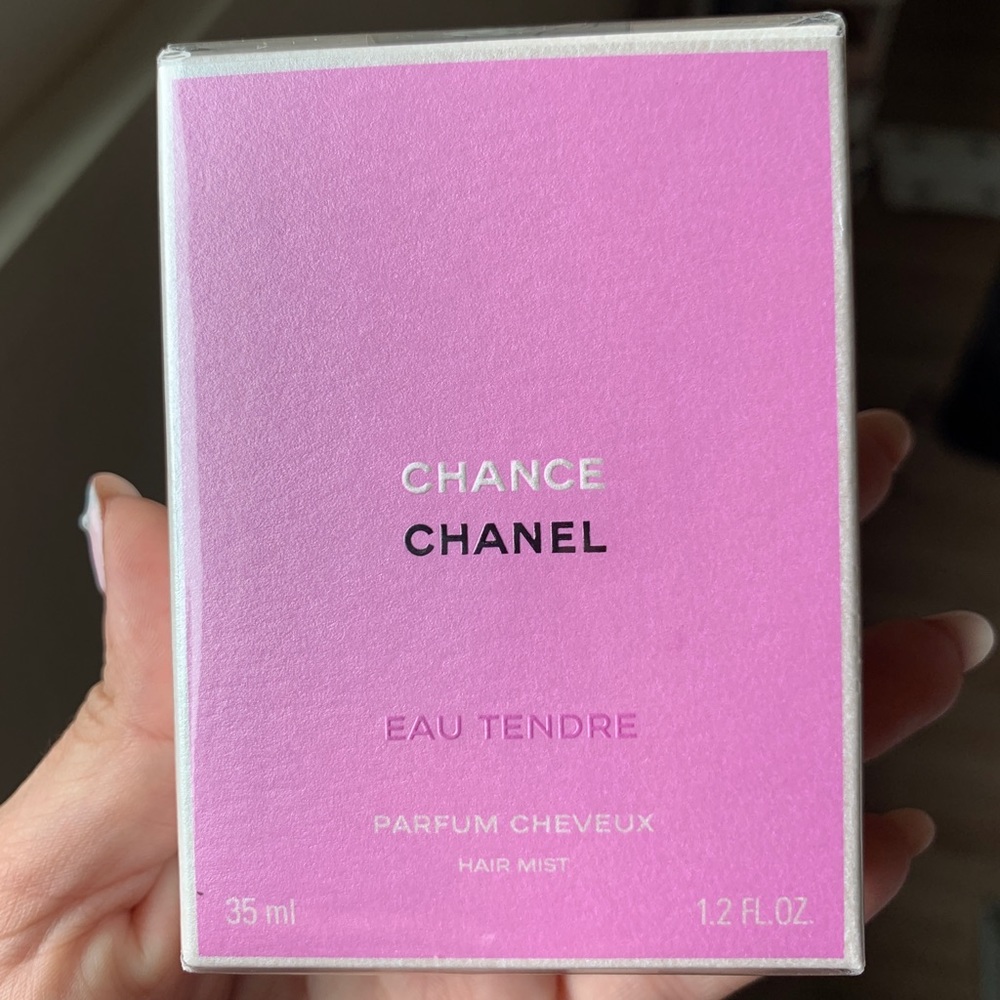 CHANCE
CHANEL
EAU TENDRE
PARFUM CHEVEUX
HAIR MIST
35 ml 1.2 FL.OZ.